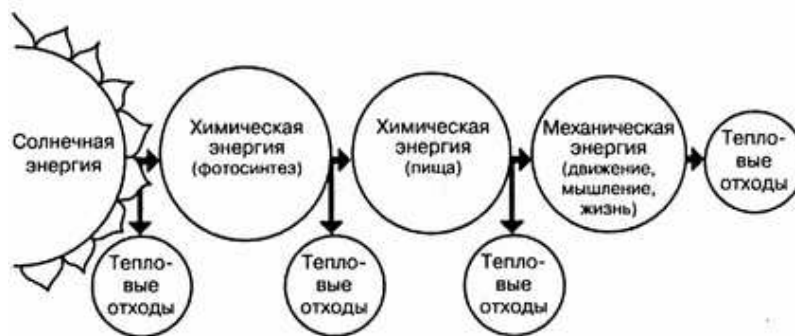 Солнечная
энергия
Химическая
энергия
(фотосинтез)
Химическая
энергия
(пища)
Механическая
энергия
(движение,
мышление,
жизнь)
Тепло-
вые
отходы
Тепло-
вые
отходы
Тепло-
вые
отходы
Тепло-
вые
отходы